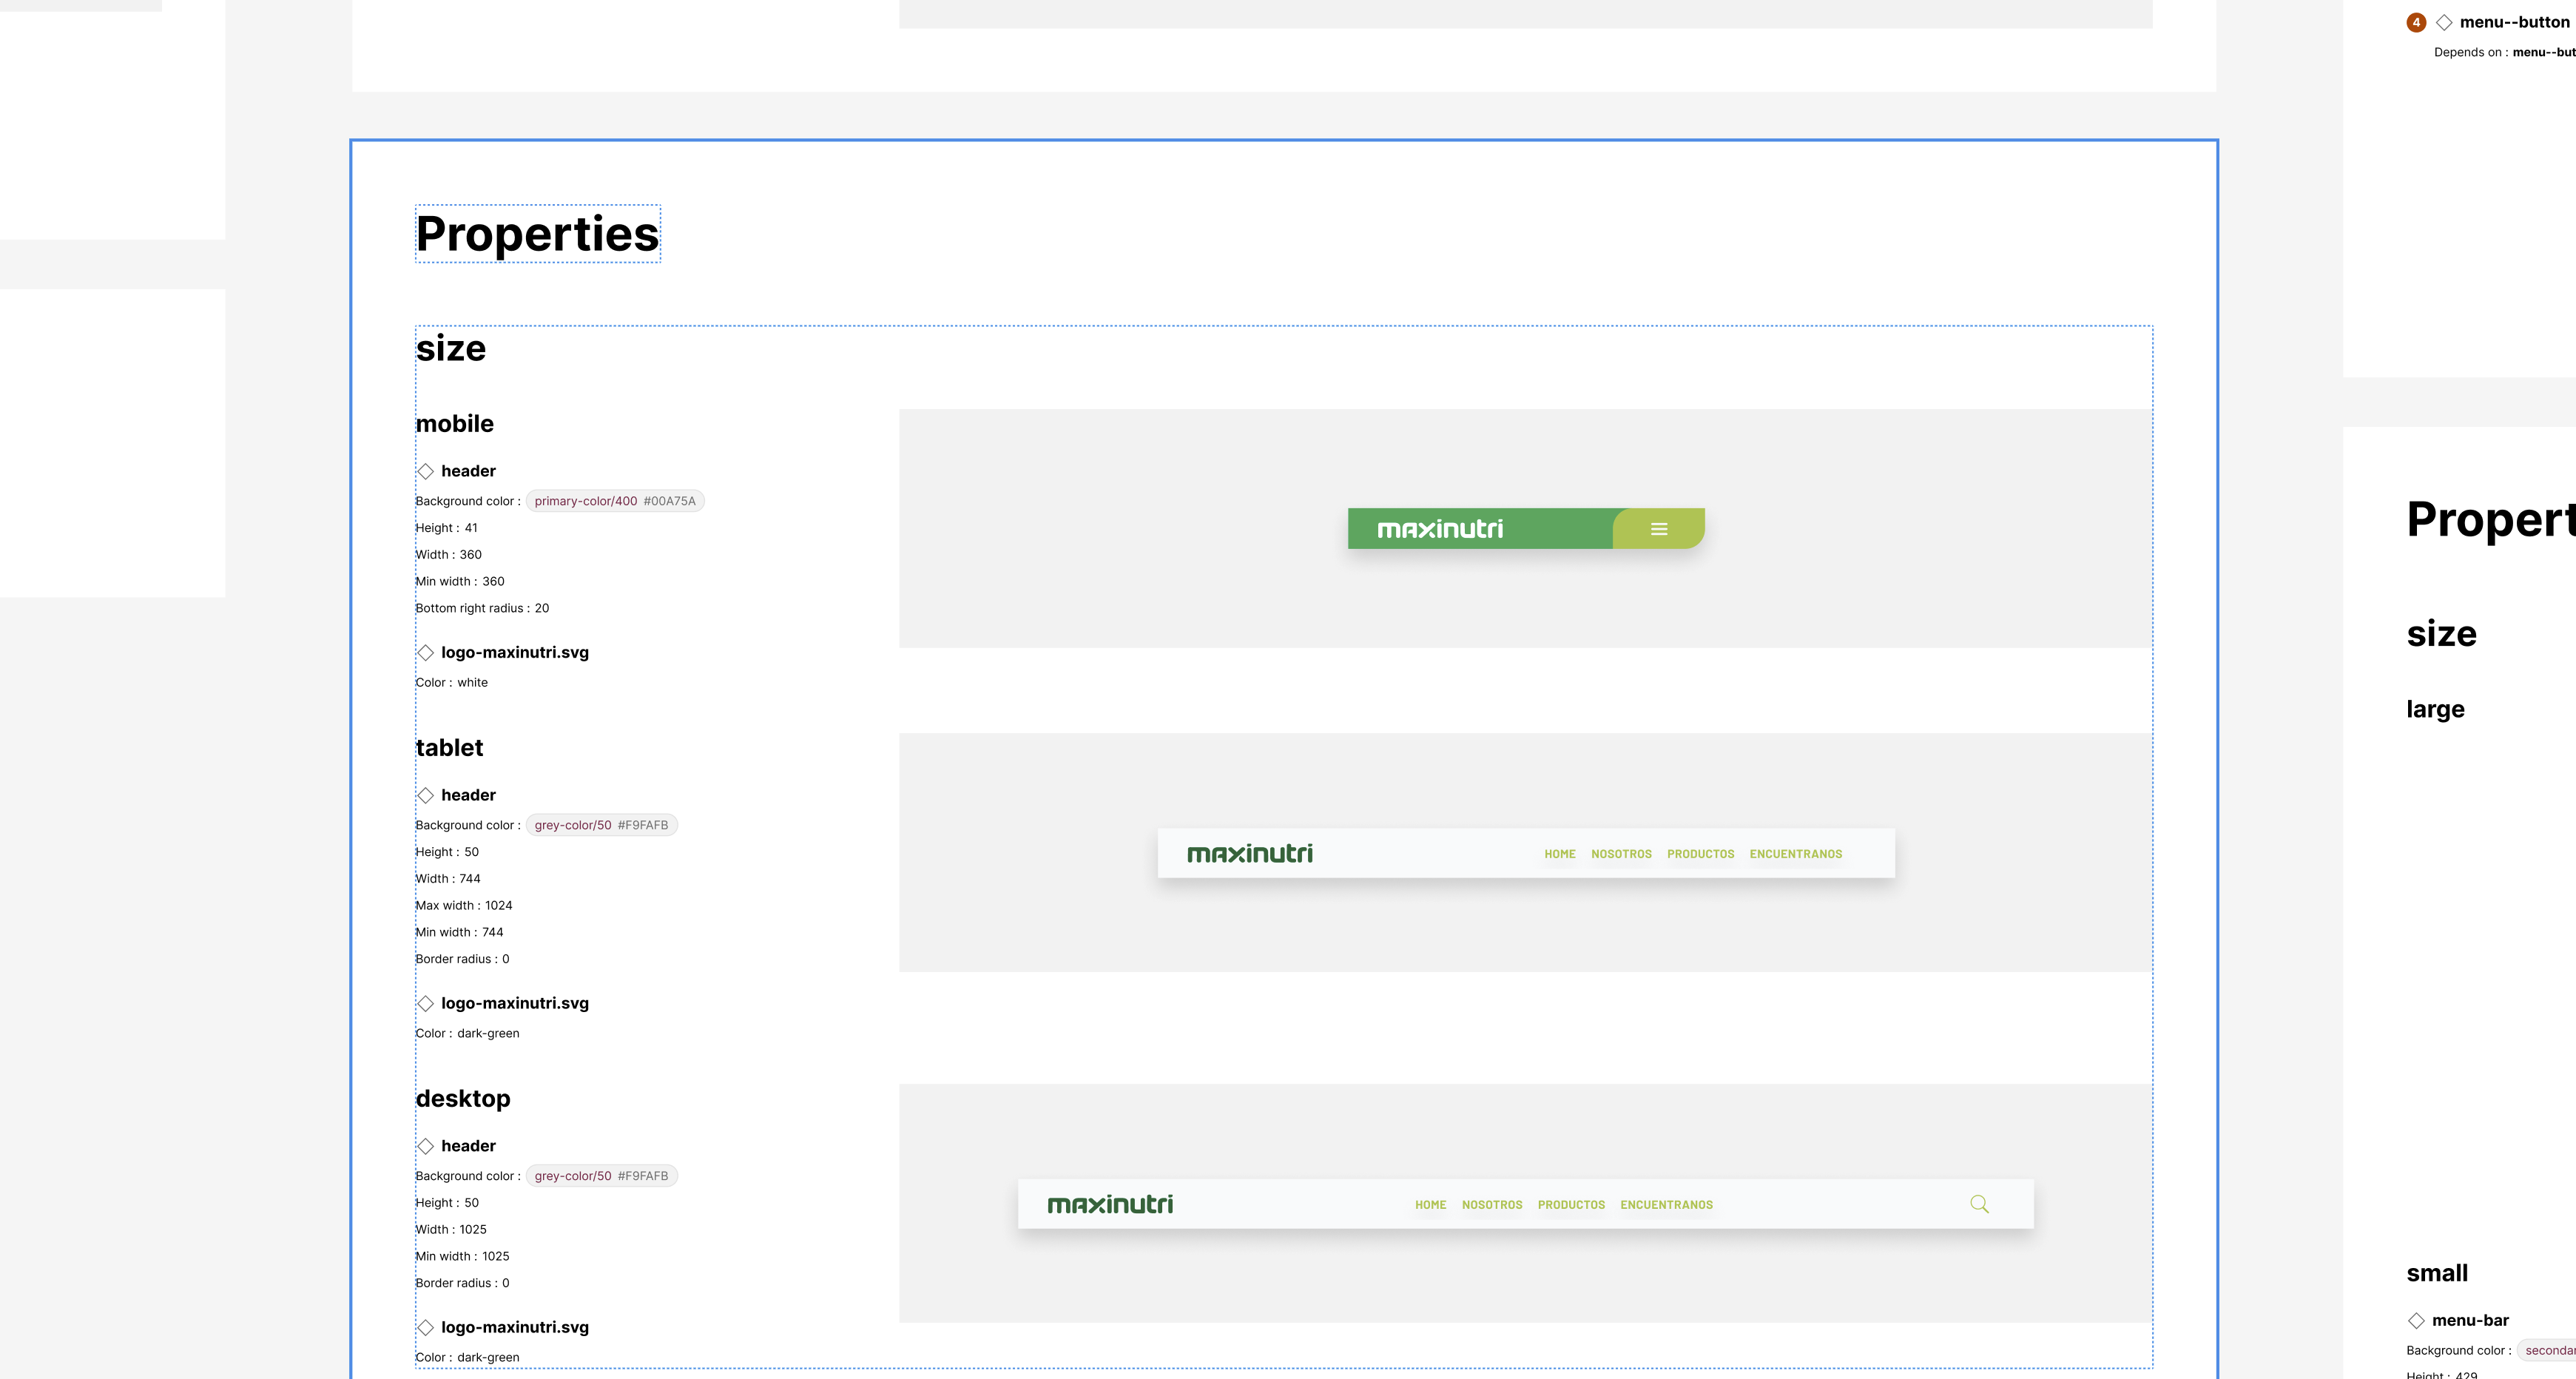 4 menu--button
Depends on : menu--but
Properties
size
mobile
header
Background color : primary-color/400 #00A75A
Height : 41
Width : 360
Min width : 360
Bottom right radius : 20
logo-maxinutri.svg
Color : white
maxinutri
tablet
header
Background color : grey-color/50 #F9FAFB
Height : 50
Width : 744
Max width : 1024
Min width : 744
Border radius : 0
logo-maxinutri.svg
Color : dark-green
maxinutri HOME NOSOTROS PRODUCTOS ENCUENTRANOS
desktop
header
Background color : grey-color/50 #F9FAFB
Height : 50
Width : 1025
Min width : 1025
Border radius : 0
logo-maxinutri.svg
Color : dark-green
maxinutri HOME NOSOTROS PRODUCTOS ENCUENTRANOS
Propert
size
large
small
menu-bar
Background color : secondar
Height : 429